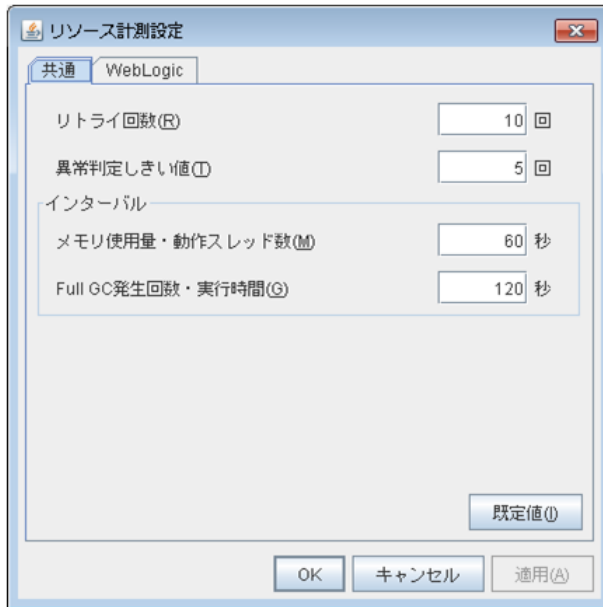 リソース計測設定
共通 WebLogic
リトライ回数(R) 10 回
異常判定しきい値(T) 5 回
インターバル
メモリ使用量・動作スレッド数(M) 60 秒
Full GC発生回数・実行時間(G) 120 秒
既定値(I)
OK キャンセル 適用(A)